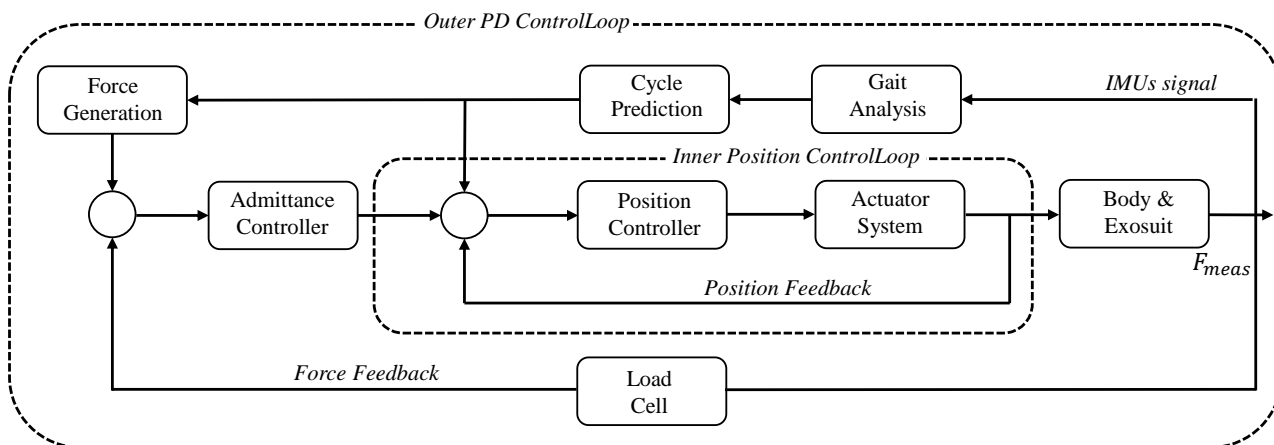 Outer PD ControlLoop
Force
Generation
Cycle
Prediction
Gait
Analysis
IMUs signal
Inner Position ControlLoop
Admittance
Controller
Position
Controller
Actuator
System
Body &
Exosuit
F_meas
Position Feedback
Force Feedback
Load
Cell